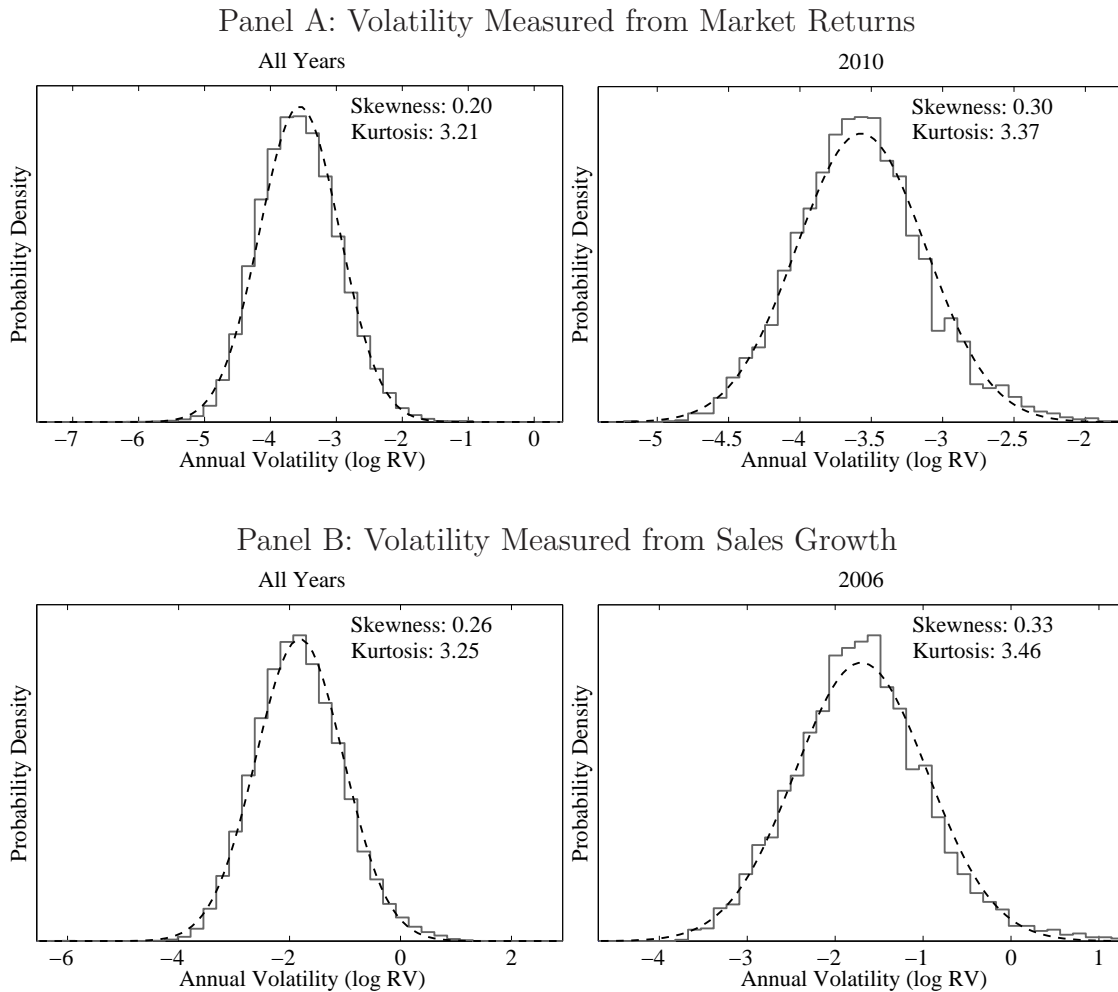 Panel A: Volatility Measured from Market Returns
All Years
Skewness: 0.20
Kurtosis: 3.21
Probability Density
−7 −6 −5 −4 −3 −2 −1 0
Annual Volatility (log RV)
2010
Skewness: 0.30
Kurtosis: 3.37
Probability Density
−5 −4.5 −4 −3.5 −3 −2.5 −2
Annual Volatility (log RV)
Panel B: Volatility Measured from Sales Growth
All Years
Skewness: 0.26
Kurtosis: 3.25
Probability Density
−6 −4 −2 0 2
Annual Volatility (log RV)
2006
Skewness: 0.33
Kurtosis: 3.46
Probability Density
−4 −3 −2 −1 0 1
Annual Volatility (log RV)